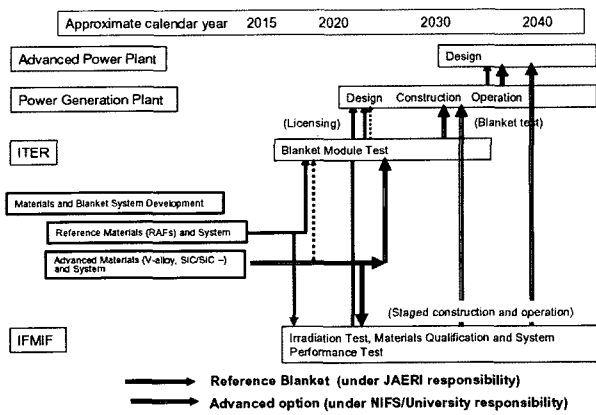 Approximate calendar year 2015 2020 2030 2040
Advanced Power Plant
Design
Power Generation Plant
Design Construction Operation
(Licensing)
(Blanket test)
ITER
Blanket Module Test
Materials and Blanket System Development
Reference Materials (RAFs) and System
Advanced Materials (V-alloy, SiC/SiC –)
and System
(Staged construction and operation)
IFMIF
Irradiation Test, Materials Qualification and System
Performance Test
Reference Blanket (under JAERI responsibility)
Advanced option (under NIFS/University responsibility)